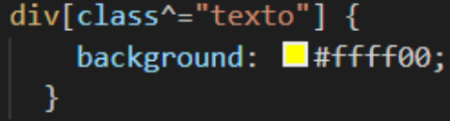 div[class^="texto"] {
background: #ffff00;
}